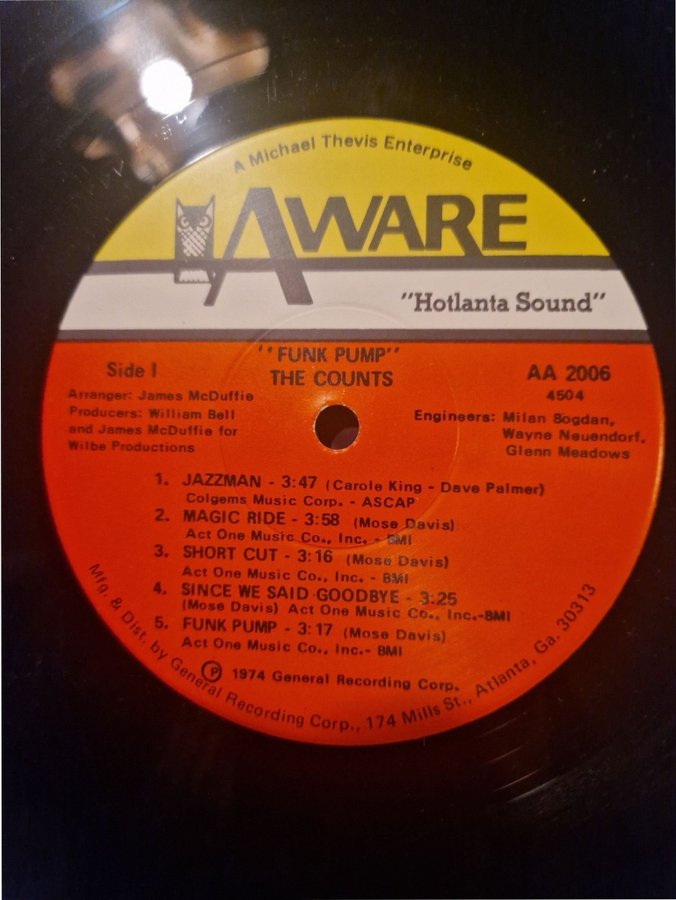 A Michael Thevis Enterprise
AWARE
"Hotlanta Sound"
"FUNK PUMP"
THE COUNTS
Side 1
Arranger: James McDuffie
Producers: William Bell
and James McDuffie for
Wilbe Productions
AA 2006
4504
Engineers: Milan Bogdan,
Wayne Neuendorf,
Glenn Meadows
1. JAZZMAN - 3:47 (Carole King - Dave Palmer)
Colgems Music Corp. - ASCAP
2. MAGIC RIDE - 3:58 (Mose Davis)
Act One Music Co., Inc. - BMI
3. SHORT CUT - 3:16 (Mose Davis)
Act One Music Co., Inc. - BMI
4. SINCE WE SAID GOODBYE - 3:25
(Mose Davis) Act One Music Co., Inc.-BMI
5. FUNK PUMP - 3:17 (Mose Davis)
Act One Music Co., Inc.- BMI
Ⓟ 1974 General Recording Corp.
Mfg. & Dist. by General Recording Corp., 174 Mills St., Atlanta, Ga. 30313